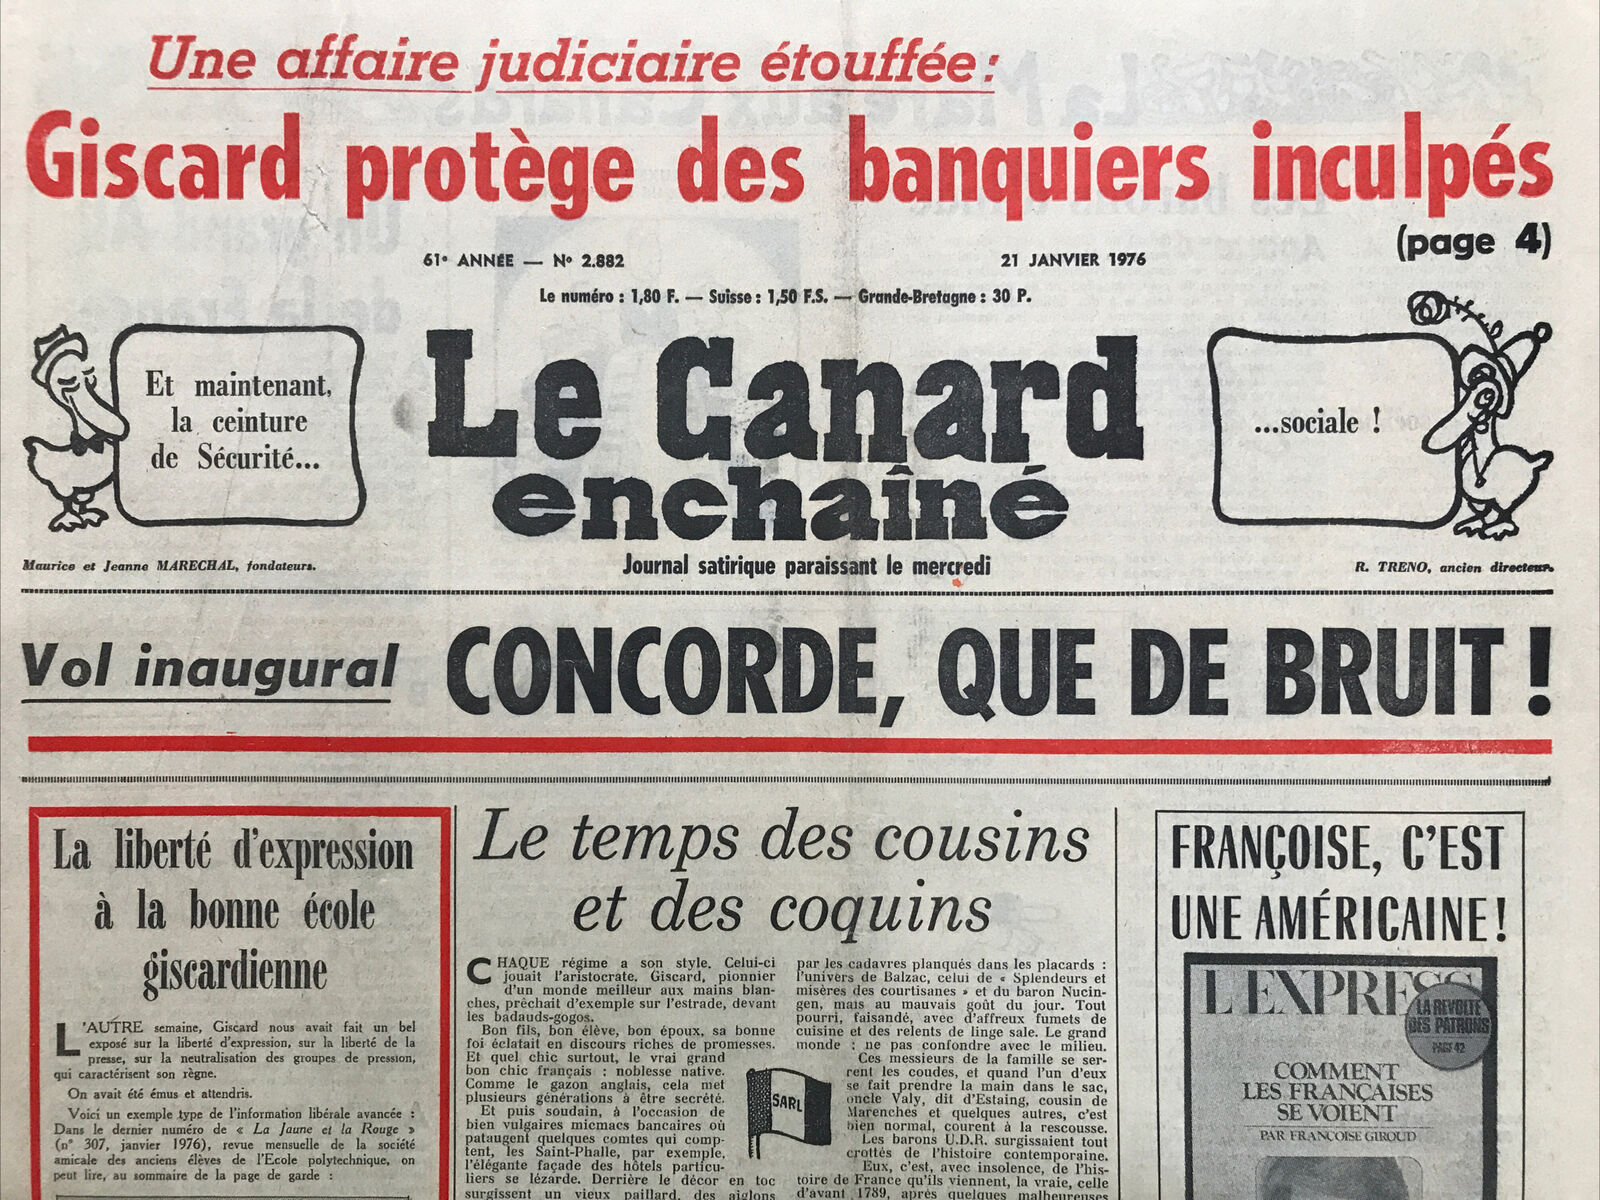 Une affaire judiciaire étouffée :
Giscard protège des banquiers inculpés
(page 4)
61e ANNÉE — No 2.882
21 JANVIER 1976
Le numéro : 1,80 F. — Suisse : 1,50 F.S. — Grande-Bretagne : 30 P.
Et maintenant,
la ceinture
de Sécurité...
Le Canard
enchaîné
...sociale !
Maurice et Jeanne MARECHAL, fondateurs.
Journal satirique paraissant le mercredi
R. TRENO, ancien directeur.
Vol inaugural
CONCORDE, QUE DE BRUIT !
La liberté d'expression
à la bonne école
giscardienne
L'AUTRE semaine, Giscard nous avait fait un bel
exposé sur la liberté d'expression, sur la liberté de la
presse, sur la neutralisation des groupes de pression,
qui caractérisent son règne.
On avait été émus et attendris.
Voici un exemple type de l'information libérale avancée :
Dans le dernier numéro de « La Jaune et la Rouge »
(n° 307, janvier 1976), revue mensuelle de la société
amicale des anciens élèves de l'Ecole polytechnique, on
peut lire, au sommaire de la page de garde :
Le temps des cousins
et des coquins
CHAQUE régime a son style. Celui-ci
jouait l'aristocrate. Giscard, pionnier
d'un monde meilleur aux mains blan-
ches, prêchait d'exemple sur l'estrade, devant
les badauds-gogos.
Bon fils, bon élève, bon époux, sa bonne
foi éclatait en discours riches de promesses.
Et quel chic surtout, le vrai grand
bon chic français : noblesse native.
Comme le gazon anglais, cela met
plusieurs générations à être secrété.
Et puis soudain, à l'occasion de
bien vulgaires micmacs bancaires où
pataugent quelques comtes qui comp-
tent, les Saint-Phalle, par exemple,
l'élégante façade des hôtels particu-
liers se lézarde. Derrière le décor en toc
surgissent un vieux paillard, des aiglons
SARL
par les cadavres planqués dans les placards :
l'univers de Balzac, celui de « Splendeurs et
misères des courtisanes » et du baron Nucin-
gen, mais au mauvais goût du jour. Tout
pourri, faisandé, avec d'affreux fumets de
cuisine et des relents de linge sale. Le grand
monde : ne pas confondre avec le milieu.
Ces messieurs de la famille se ser-
rent les coudes, et quand l'un d'eux
se fait prendre la main dans le sac,
oncle Valy, dit d'Estaing, cousin de
Marenches et quelques autres, c'est
bien normal, courent à la rescousse.
Les barons U.D.R. surgissaient tout
crottés de l'histoire contemporaine.
Eux, c'est, avec insolence, de l'his-
toire de France qu'ils viennent, la vraie, celle
d'avant 1789, après quelques malheureuses
FRANÇOISE, C'EST
UNE AMÉRICAINE !
L'EXPRESS
LA REVOLTE
DES PATRONS
PAGE 42
COMMENT
LES FRANÇAISES
SE VOIENT
PAR FRANÇOISE GIROUD